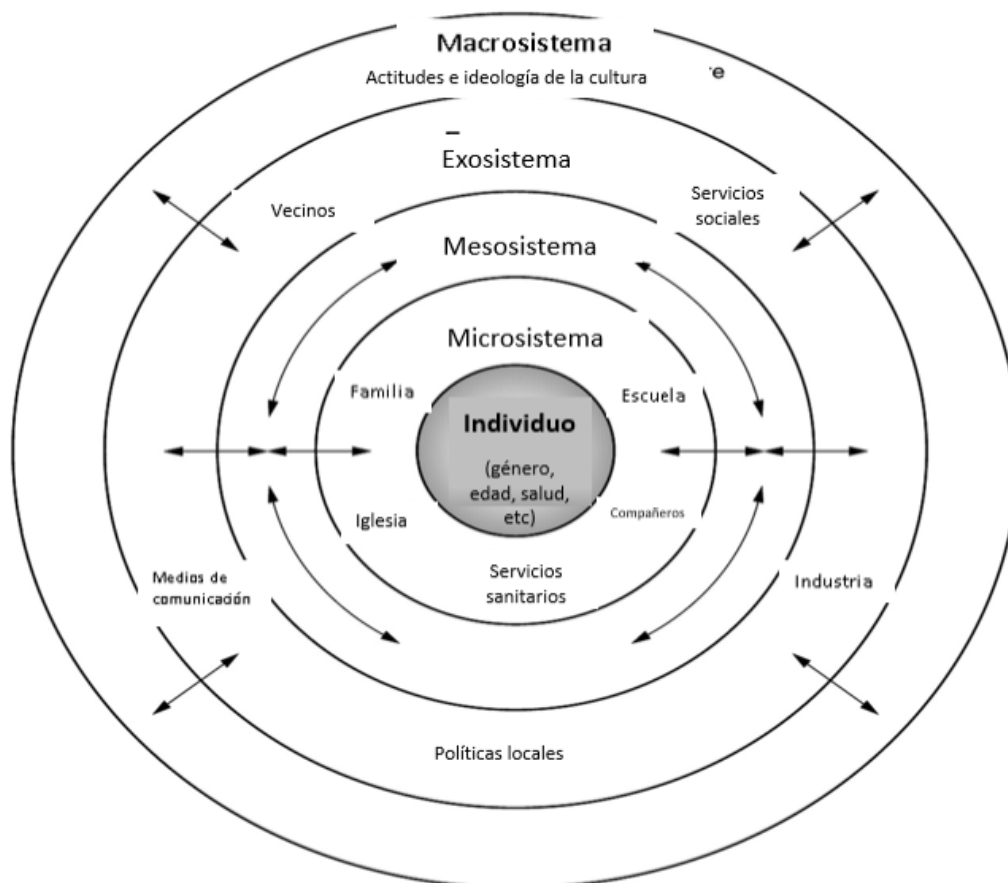 Macrosistema
Actitudes e ideología de la cultura
're
Exosistema
Vecinos
Servicios
sociales
Mesosistema
Microsistema
Familia
Escuela
Individuo
(género,
edad, salud,
etc)
Iglesia
Compañeros
Servicios
sanitarios
Medios de
comunicación
Industria
Políticas locales